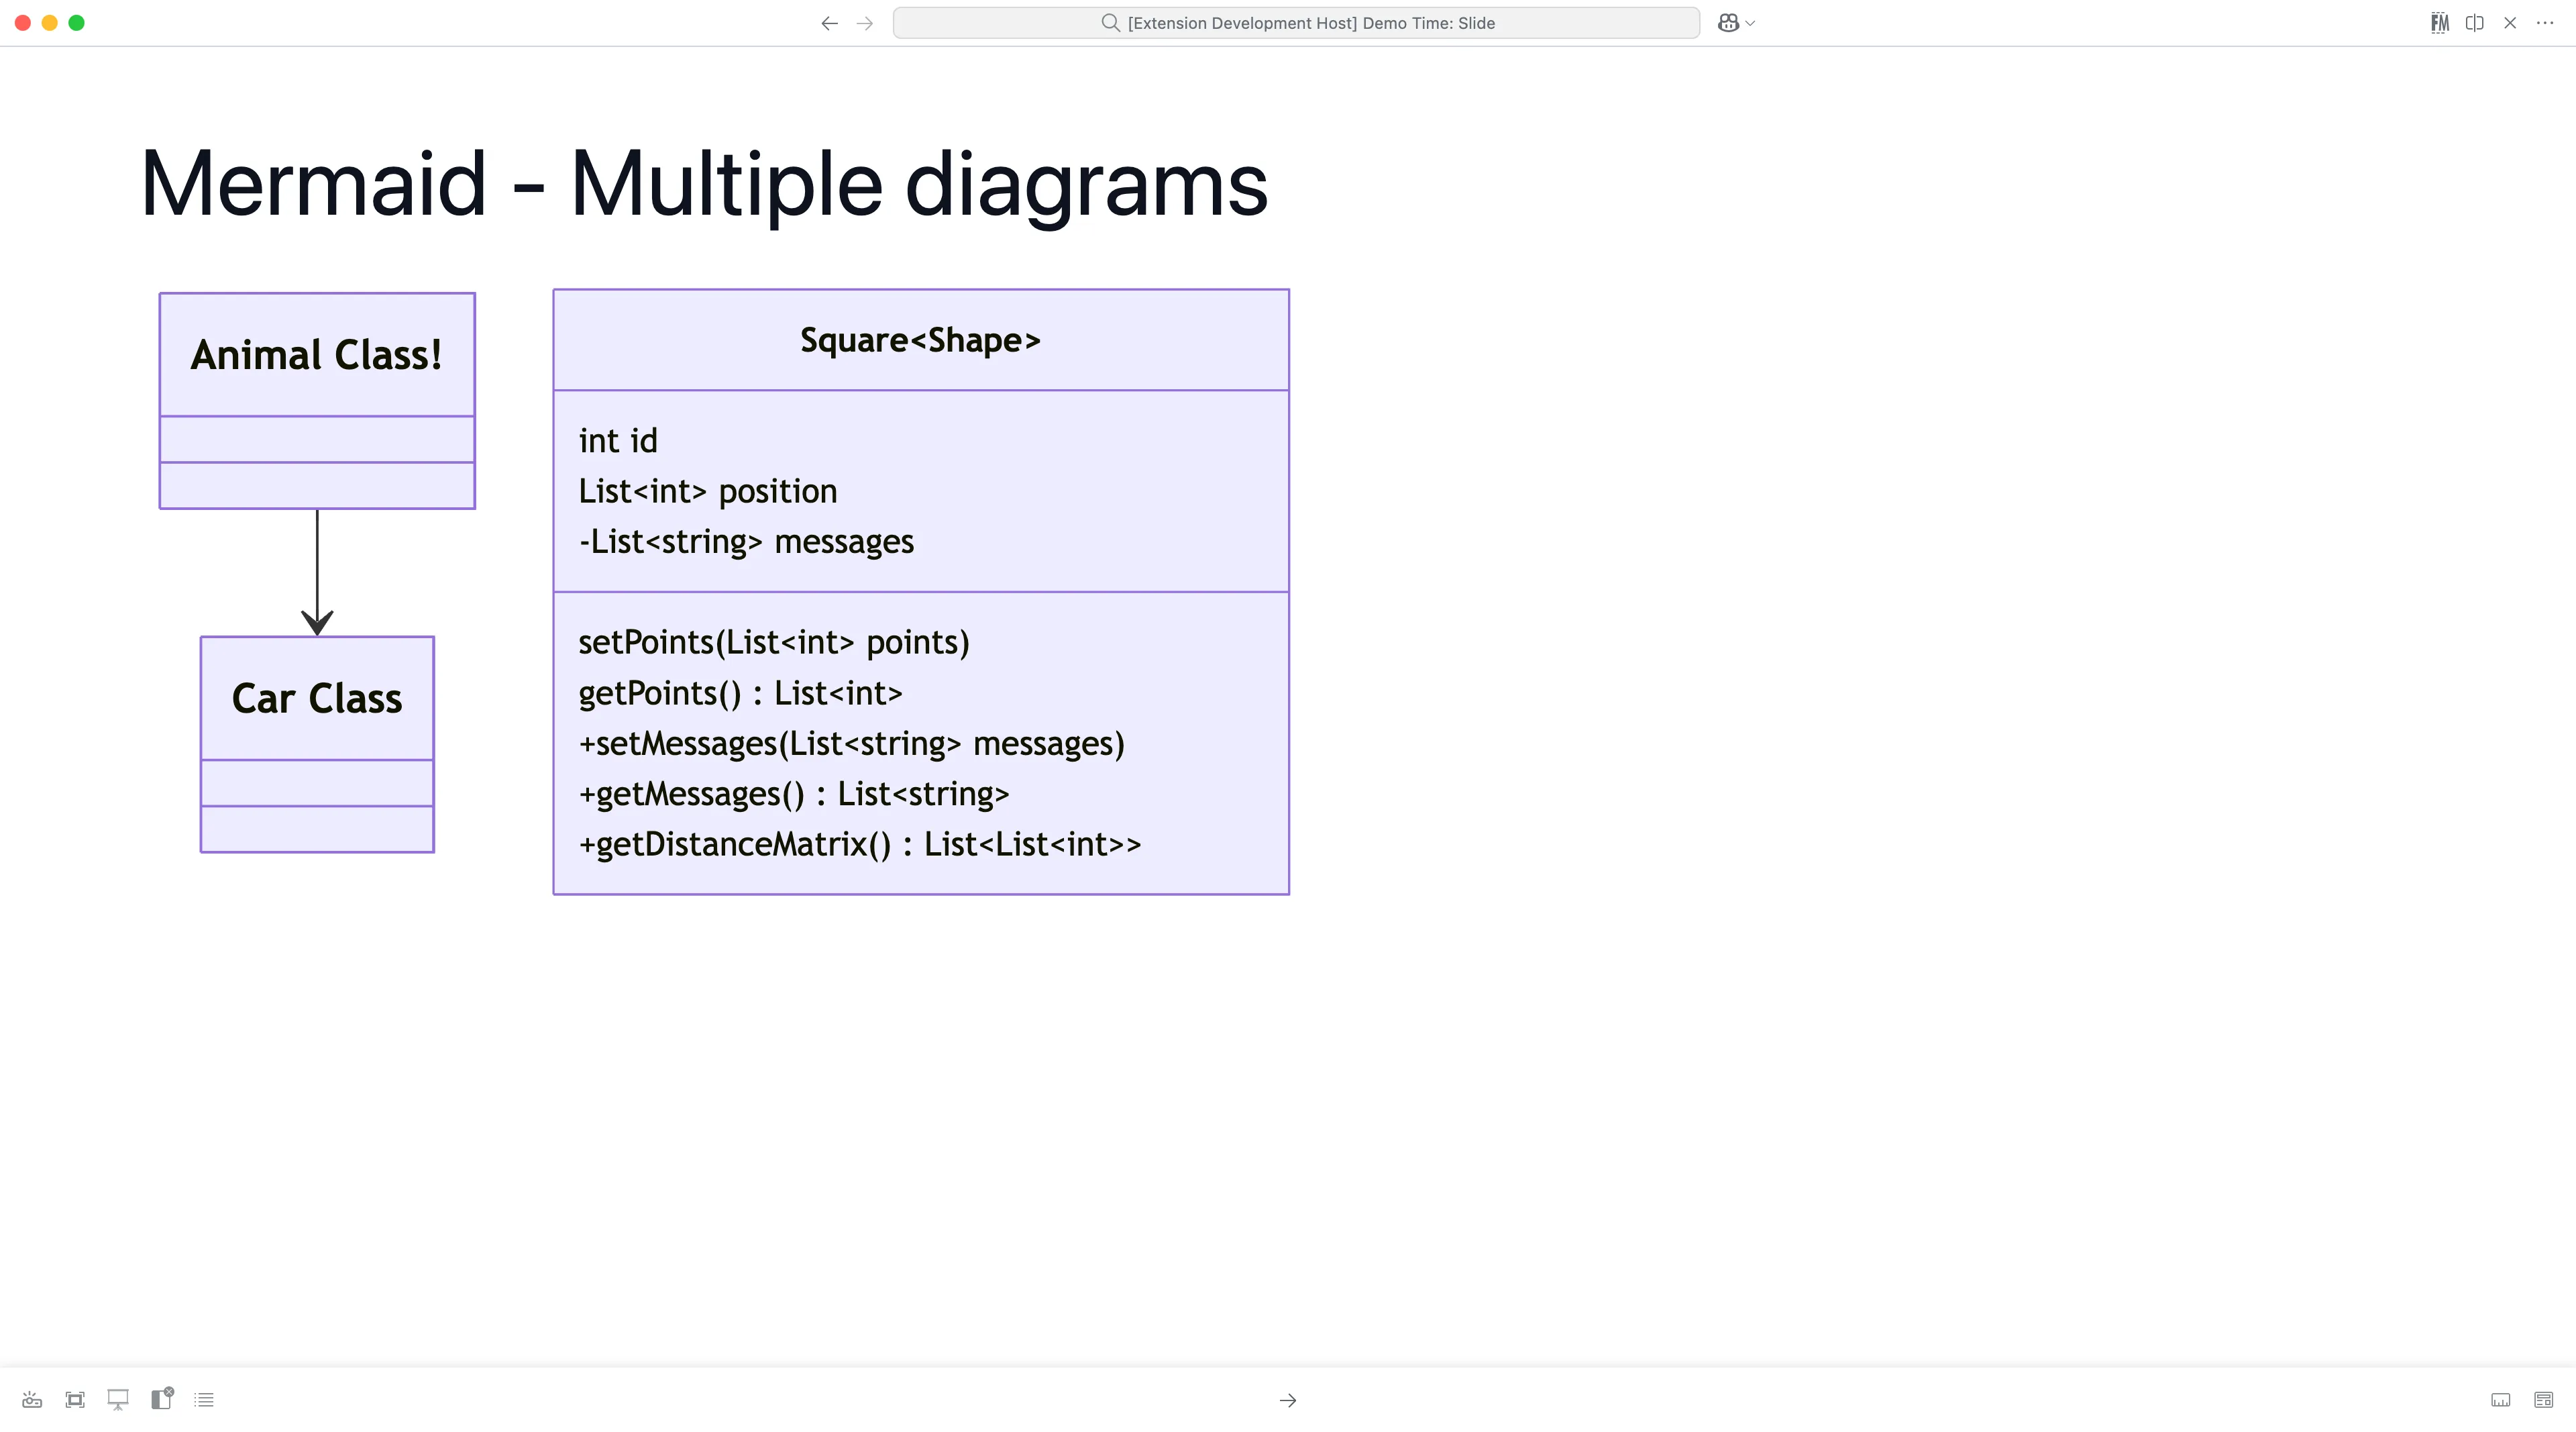 [Extension Development Host] Demo Time: Slide
FM
Mermaid - Multiple diagrams
Animal Class!
Car Class
Square<Shape>
int id
List<int> position
-List<string> messages
setPoints(List<int> points)
getPoints() : List<int>
+setMessages(List<string> messages)
+getMessages() : List<string>
+getDistanceMatrix() : List<List<int>>